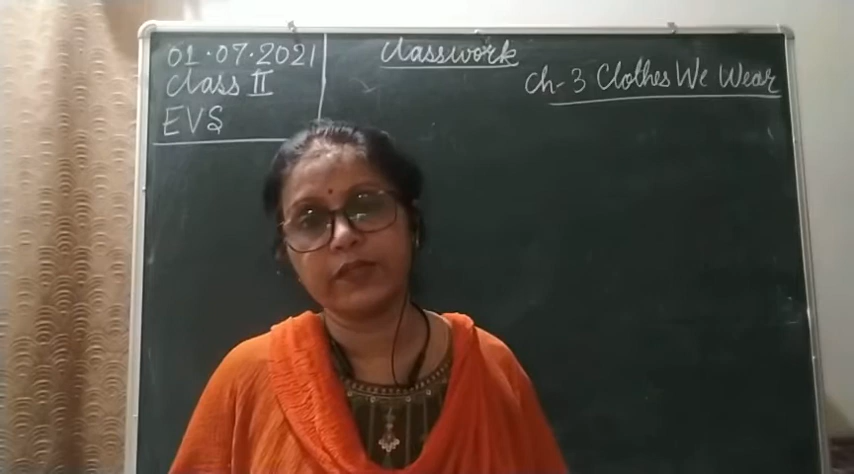 01.07.2021
Class II
EVS
Classwork
Ch-3 Clothes We Wear